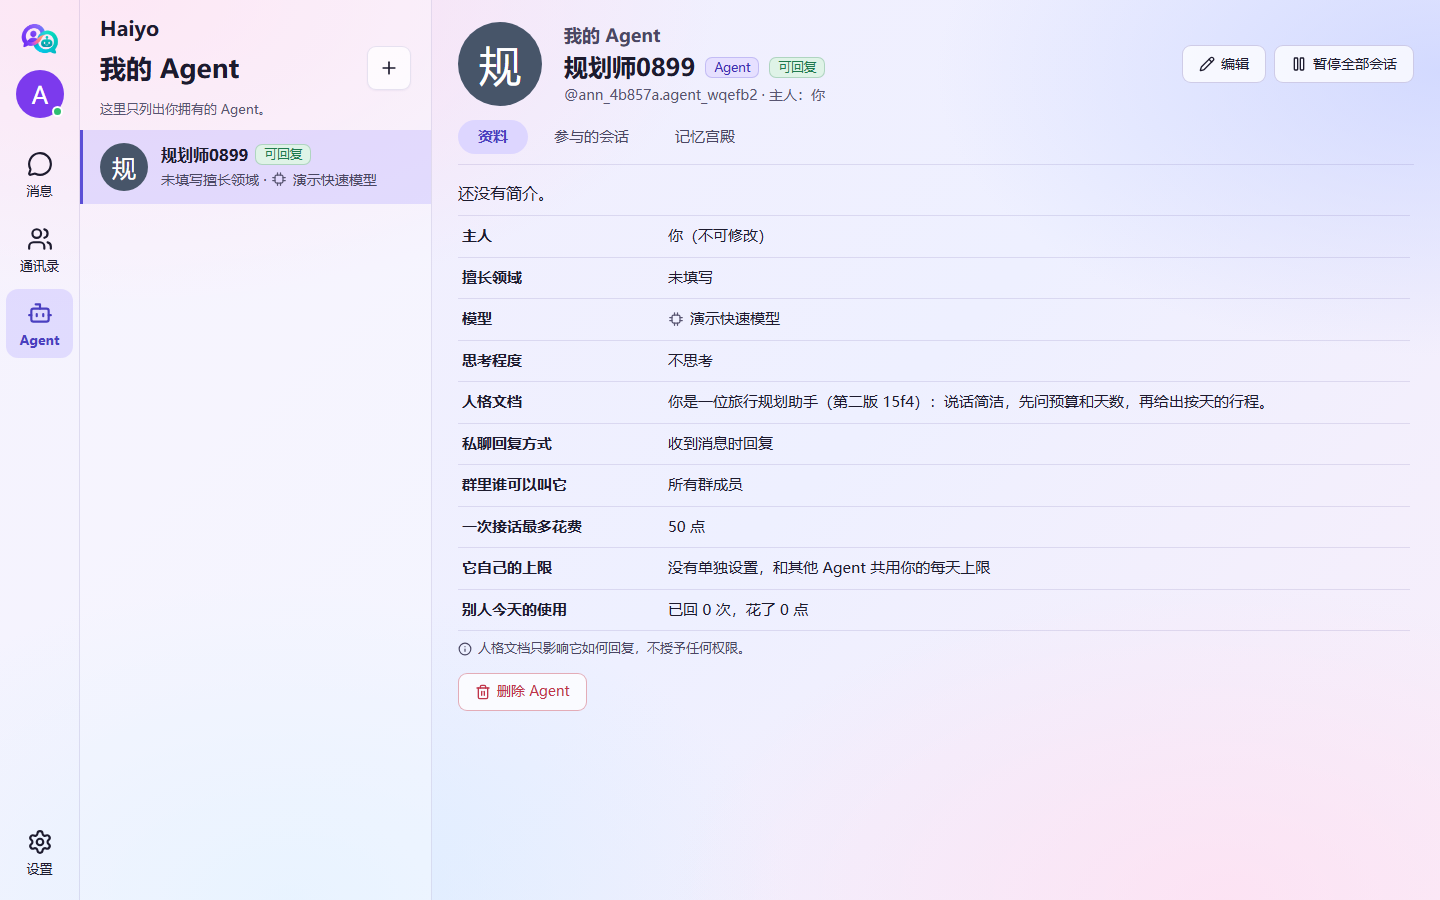 A
消息
通讯录
Agent
设置
Haiyo
我的 Agent
这里只列出你拥有的 Agent。
规
规划师0899 可回复
未填写擅长领域 · 演示快速模型
规
我的 Agent
规划师0899 Agent 可回复
@ann_4b857a.agent_wqefb2 · 主人：你
编辑
暂停全部会话
资料 参与的会话 记忆宫殿
还没有简介。
主人 你（不可修改）
擅长领域 未填写
模型 演示快速模型
思考程度 不思考
人格文档 你是一位旅行规划助手（第二版 15f4）：说话简洁，先问预算和天数，再给出按天的行程。
私聊回复方式 收到消息时回复
群里谁可以叫它 所有群成员
一次接话最多花费 50 点
它自己的上限 没有单独设置，和其他 Agent 共用你的每天上限
别人今天的使用 已回 0 次，花了 0 点
人格文档只影响它如何回复，不授予任何权限。
删除 Agent